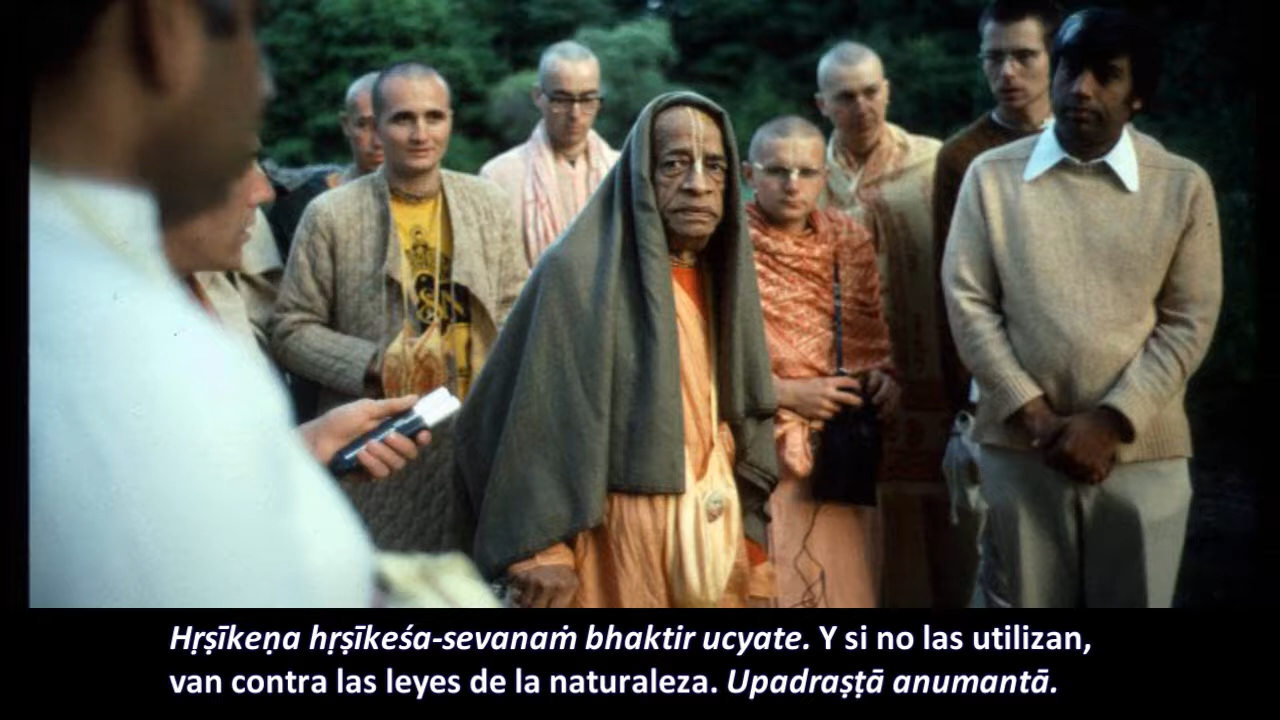 Hṛṣīkeṇa hṛṣīkeśa-sevanaṁ bhaktir ucyate. Y si no las utilizan,
van contra las leyes de la naturaleza. Upadraṣṭā anumantā.